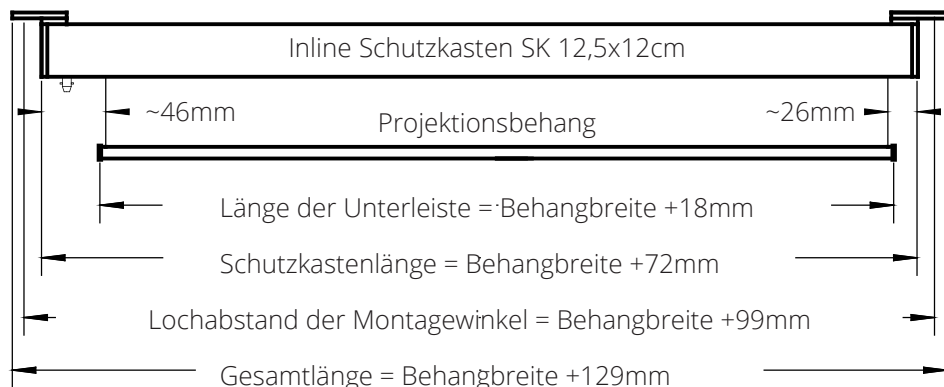 Inline Schutzkasten SK 12,5x12cm
~46mm
~26mm
Projektionsbehang
Länge der Unterleiste = Behangbreite +18mm
Schutzkastenlänge = Behangbreite +72mm
Lochabstand der Montagewinkel = Behangbreite +99mm
Gesamtlänge = Behangbreite +129mm